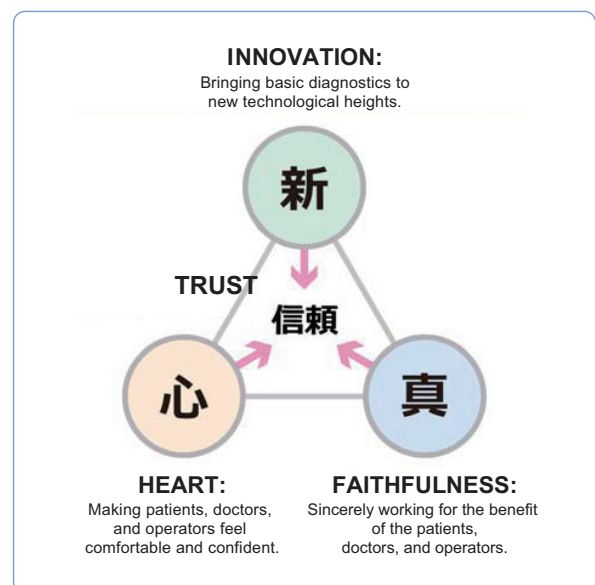 INNOVATION:
Bringing basic diagnostics to
new technological heights.
新
TRUST
信頼
心
真
HEART:
Making patients, doctors,
and operators feel
comfortable and confident.
FAITHFULNESS:
Sincerely working for the benefit
of the patients,
doctors, and operators.